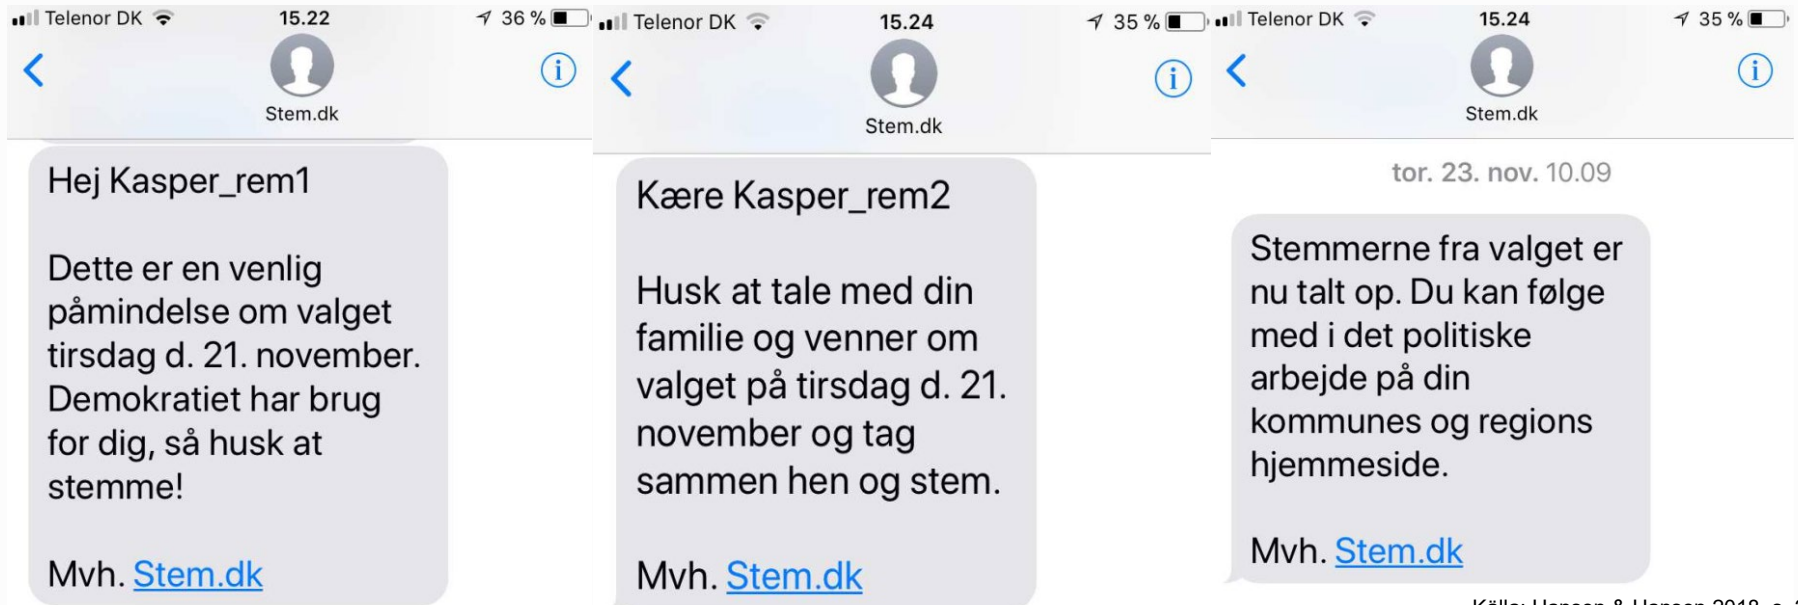 Telenor DK 15.22 36 %
Stem.dk
Hej Kasper_rem1
Dette er en venlig
påmindelse om valget
tirsdag d. 21. november.
Demokratiet har brug
for dig, så husk at
stemme!
Mvh. Stem.dk
Telenor DK 15.24 35 %
Stem.dk
Kære Kasper_rem2
Husk at tale med din
familie og venner om
valget på tirsdag d. 21.
november og tag
sammen hen og stem.
Mvh. Stem.dk
Telenor DK 15.24 35 %
Stem.dk
tor. 23. nov. 10.09
Stemmerne fra valget er
nu talt op. Du kan følge
med i det politiske
arbejde på din
kommunes og regions
hjemmeside.
Mvh. Stem.dk